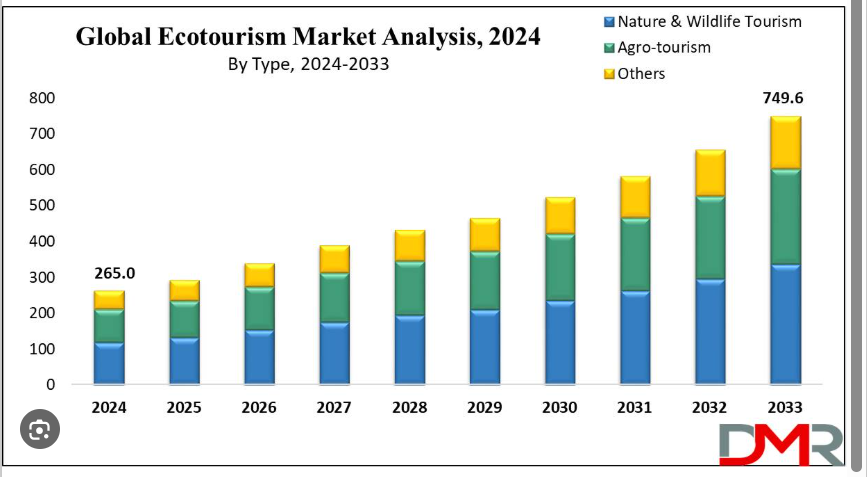 Global Ecotourism Market Analysis, 2024
By Type, 2024-2033
Nature & Wildlife Tourism
Agro-tourism
Others
800
700
600
500
400
300
200
100
0
265.0
749.6
2024 2025 2026 2027 2028 2029 2030 2031 2032 2033
DMR